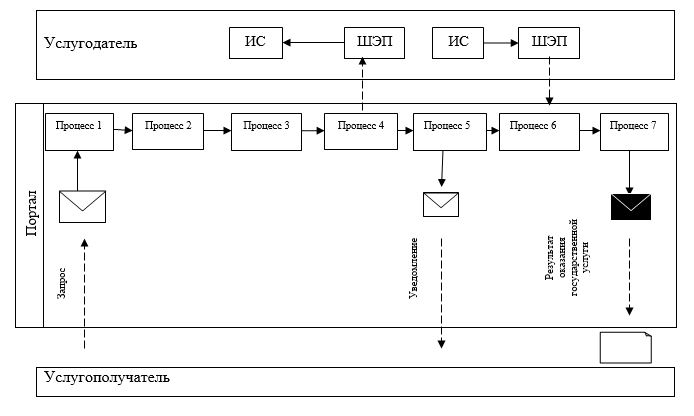 Услугодатель
ИС
ШЭП
ИС
ШЭП
Портал
Процесс 1
Процесс 2
Процесс 3
Процесс 4
Процесс 5
Процесс 6
Процесс 7
Запрос
Уведомление
Результат
оказания
государственной
услуги
Услугополучатель